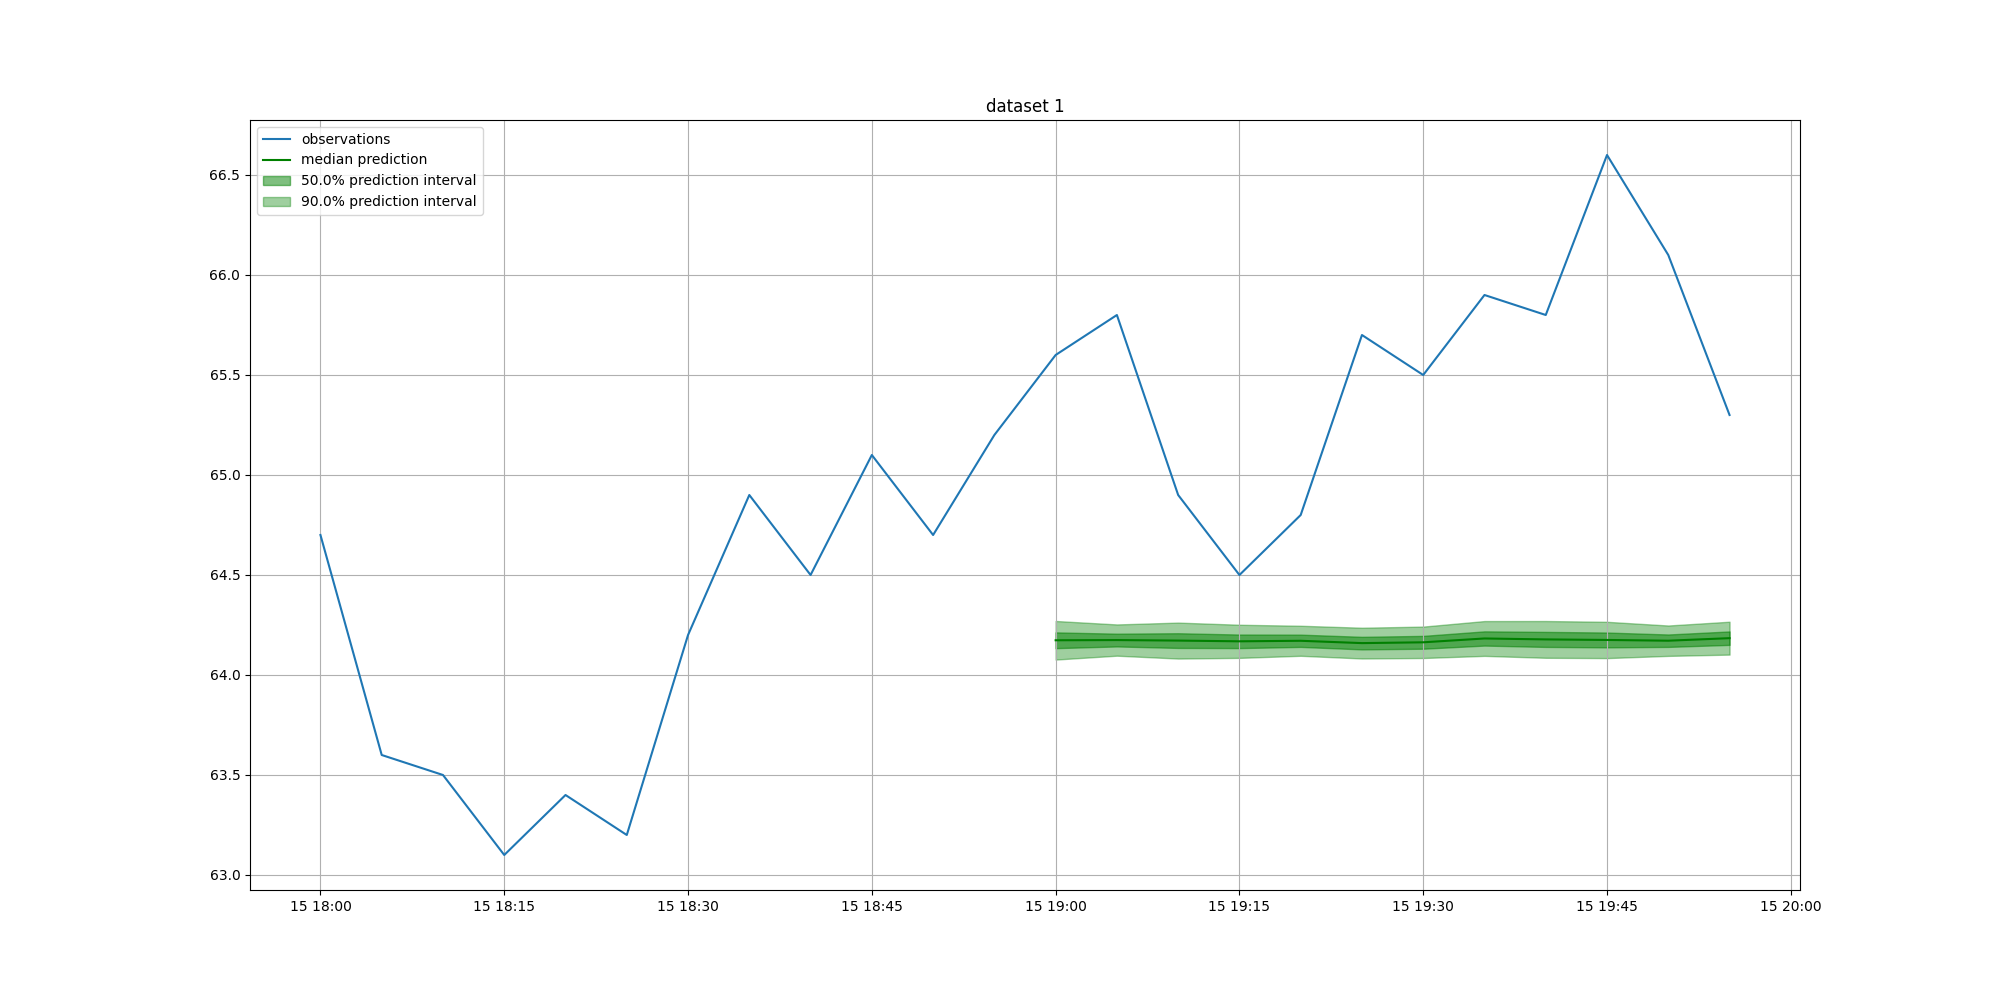 dataset 1
observations
median prediction
50.0% prediction interval
90.0% prediction interval
66.5
66.0
65.5
65.0
64.5
64.0
63.5
63.0
15 18:00 15 18:15 15 18:30 15 18:45 15 19:00 15 19:15 15 19:30 15 19:45 15 20:00